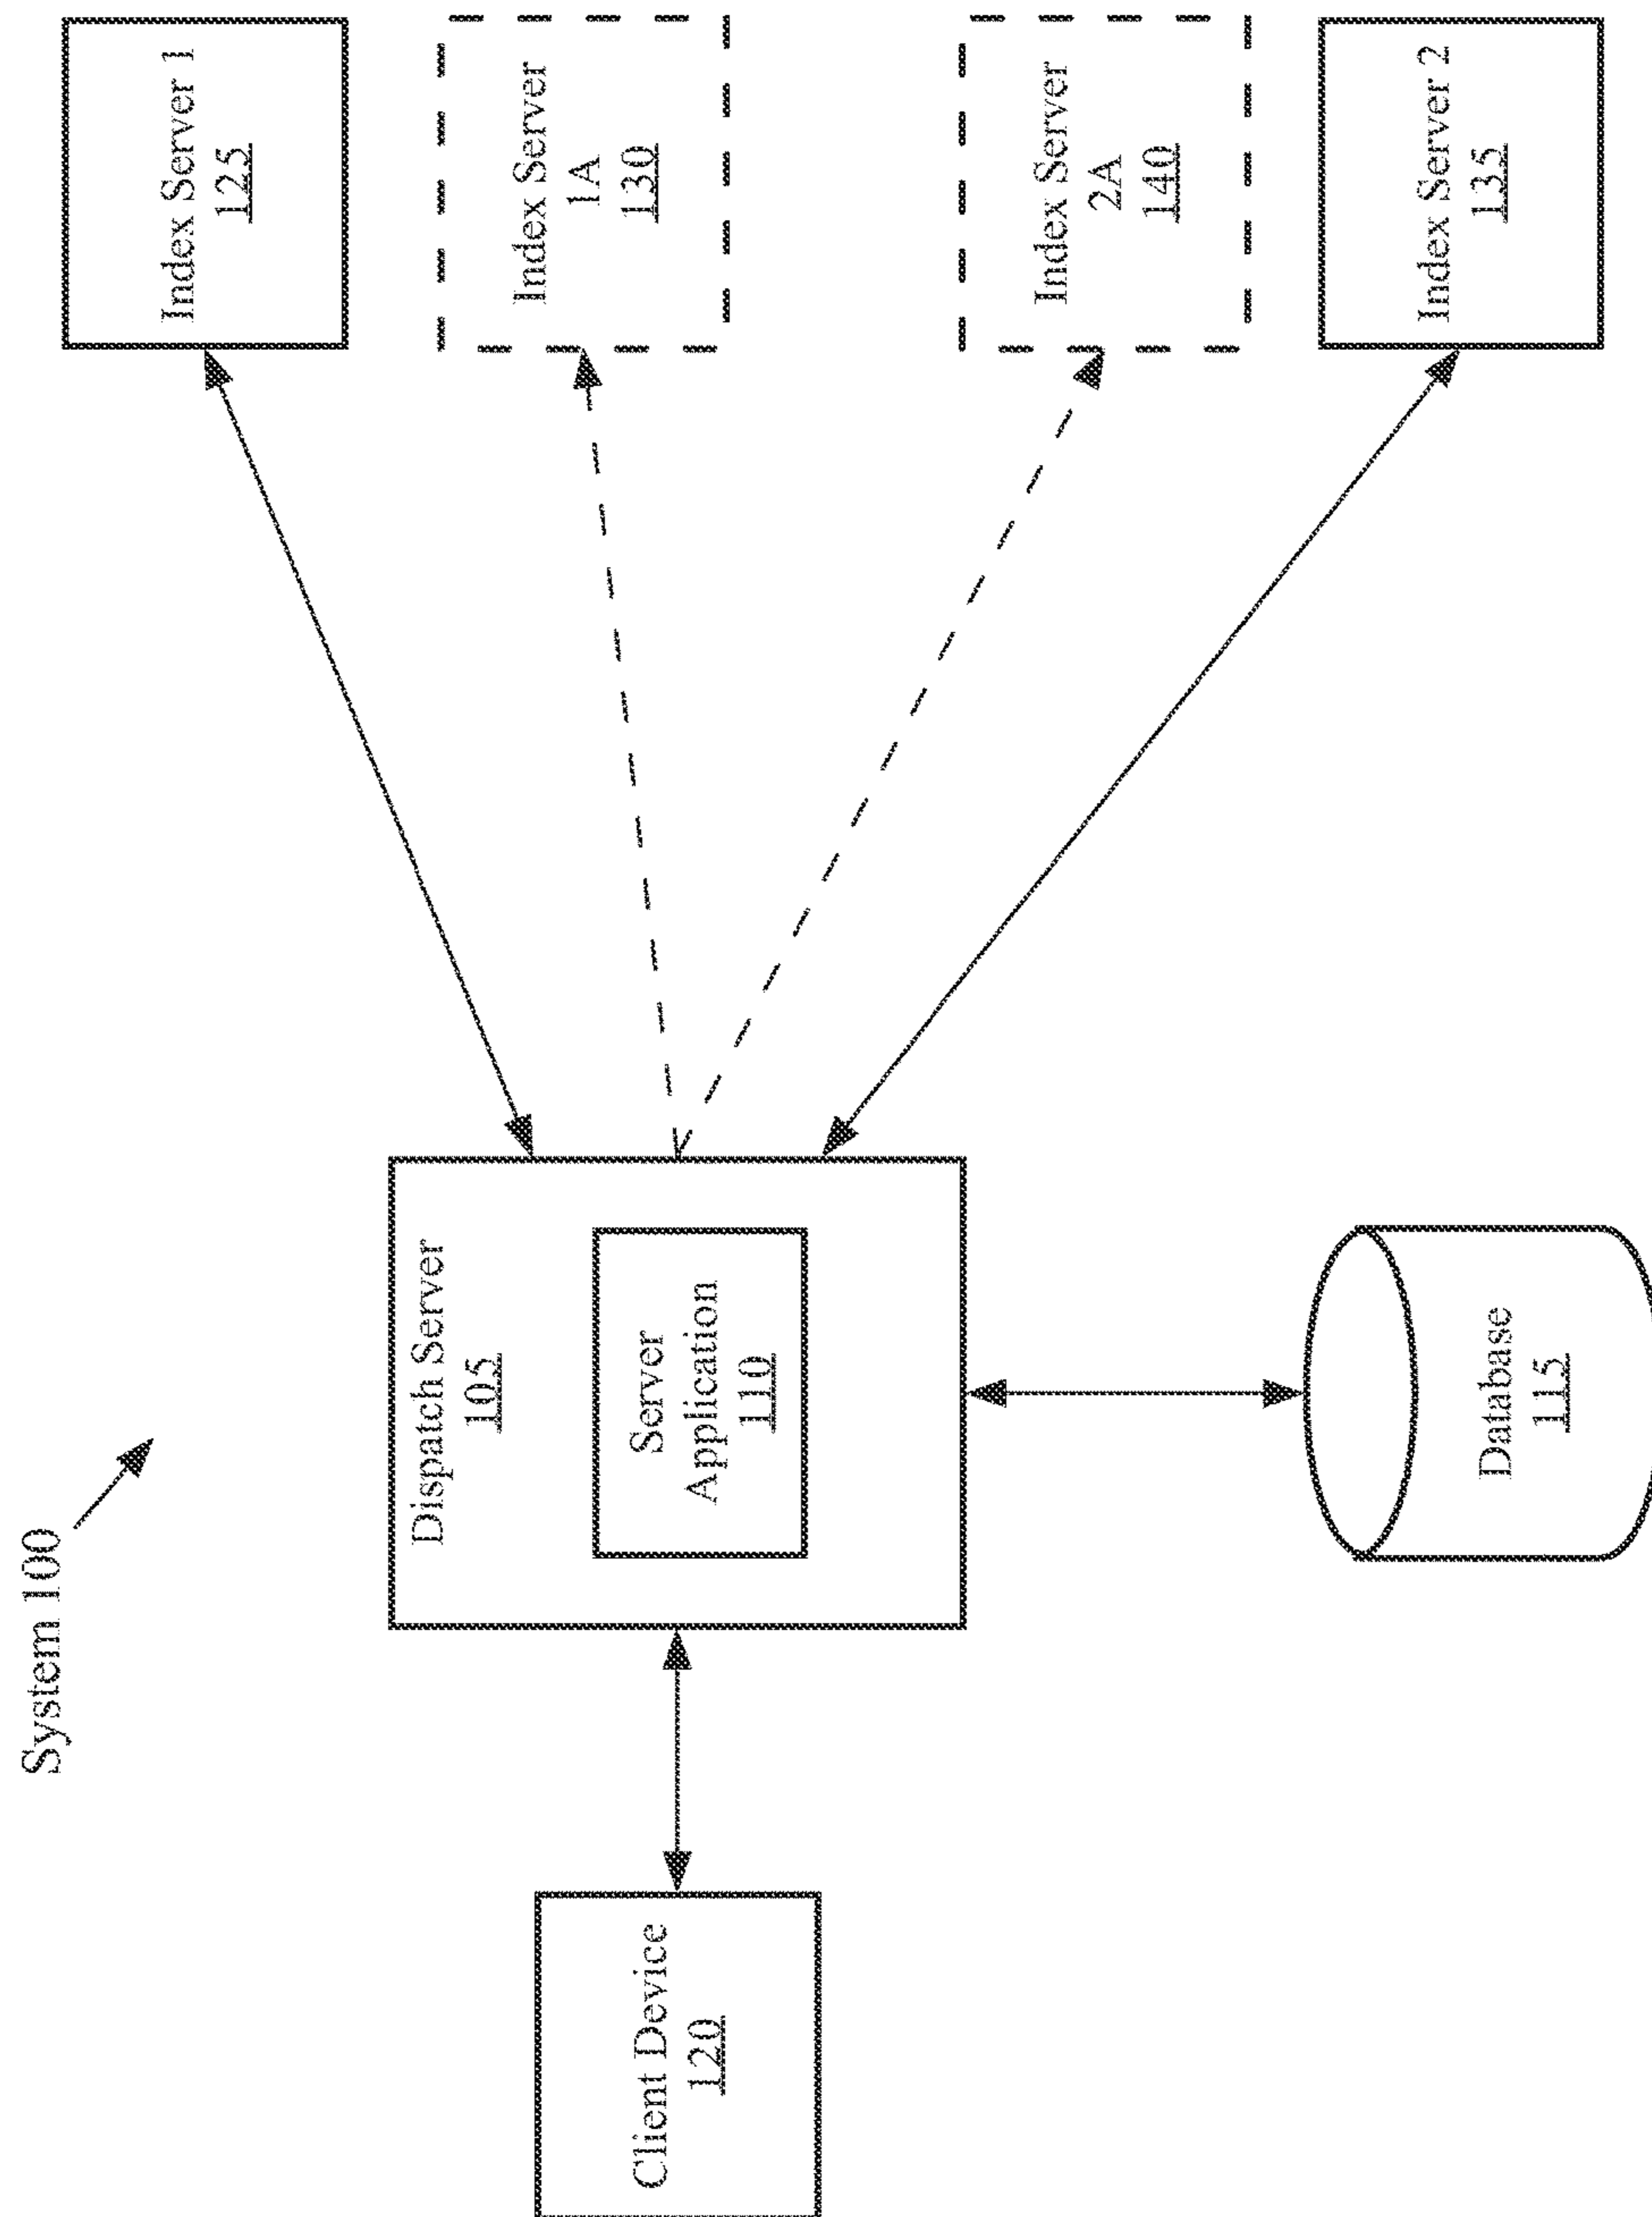 System 100
Client Device
120
Dispatch Server
105
Server
Application
110
Database
115
Index Server 1
125
Index Server
1A
130
Index Server
2A
140
Index Server 2
135